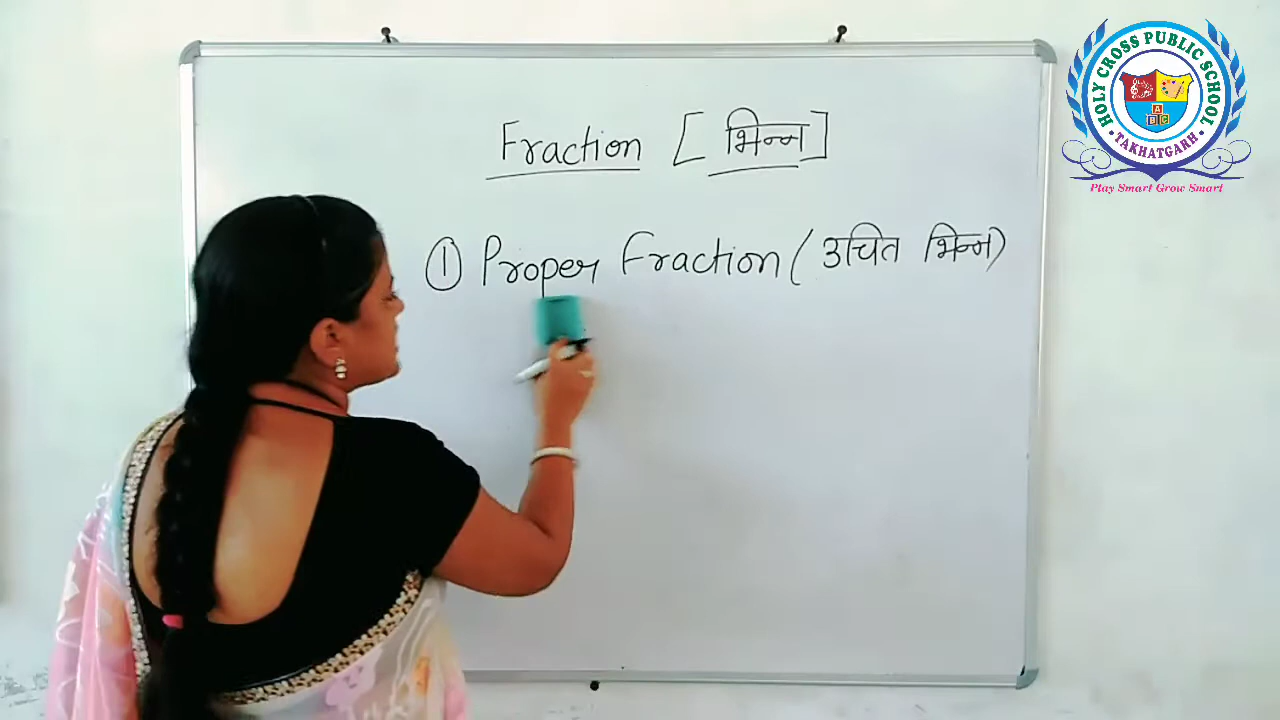 Fraction [ भिन्न ]
① Proper Fraction ( उचित भिन्न )
HOLY CROSS PUBLIC SCHOOL
• TAKHATGARH •
A
B C
Play Smart Grow Smart